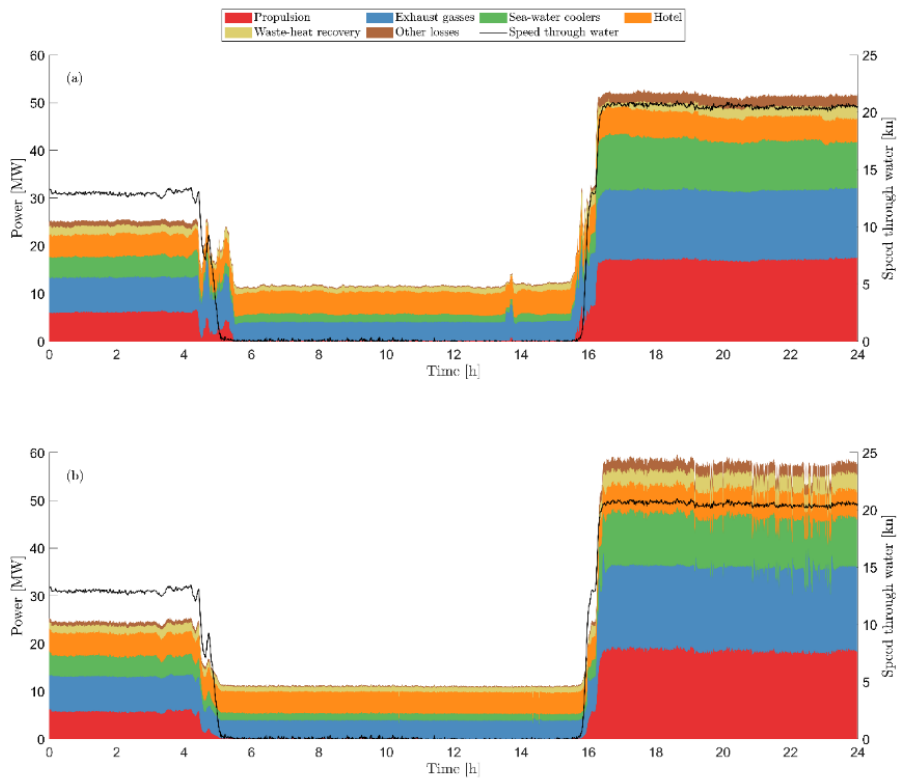 Propulsion Exhaust gasses Sea-water coolers Hotel
Waste-heat recovery Other losses Speed through water
(a)
60
50
40
30
20
10
0
Power [MW]
25
20
15
10
5
0
Speed through water [kn]
0 2 4 6 8 10 12 14 16 18 20 22 24
Time [h]
(b)
60
50
40
30
20
10
0
Power [MW]
25
20
15
10
5
0
Speed through water [kn]
0 2 4 6 8 10 12 14 16 18 20 22 24
Time [h]